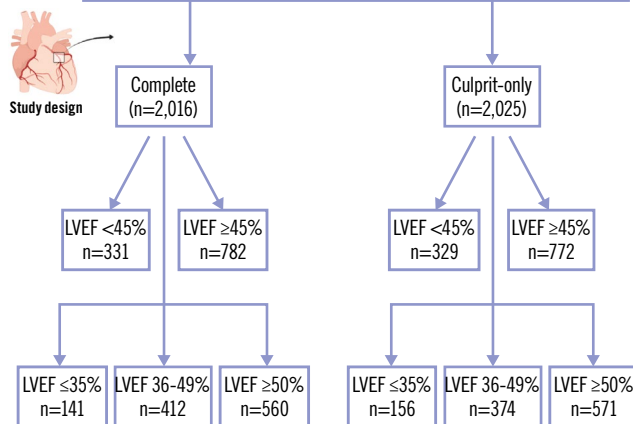 Study design
Complete
(n=2,016)
Culprit-only
(n=2,025)
LVEF <45%
n=331
LVEF ≥45%
n=782
LVEF <45%
n=329
LVEF ≥45%
n=772
LVEF ≤35%
n=141
LVEF 36-49%
n=412
LVEF ≥50%
n=560
LVEF ≤35%
n=156
LVEF 36-49%
n=374
LVEF ≥50%
n=571